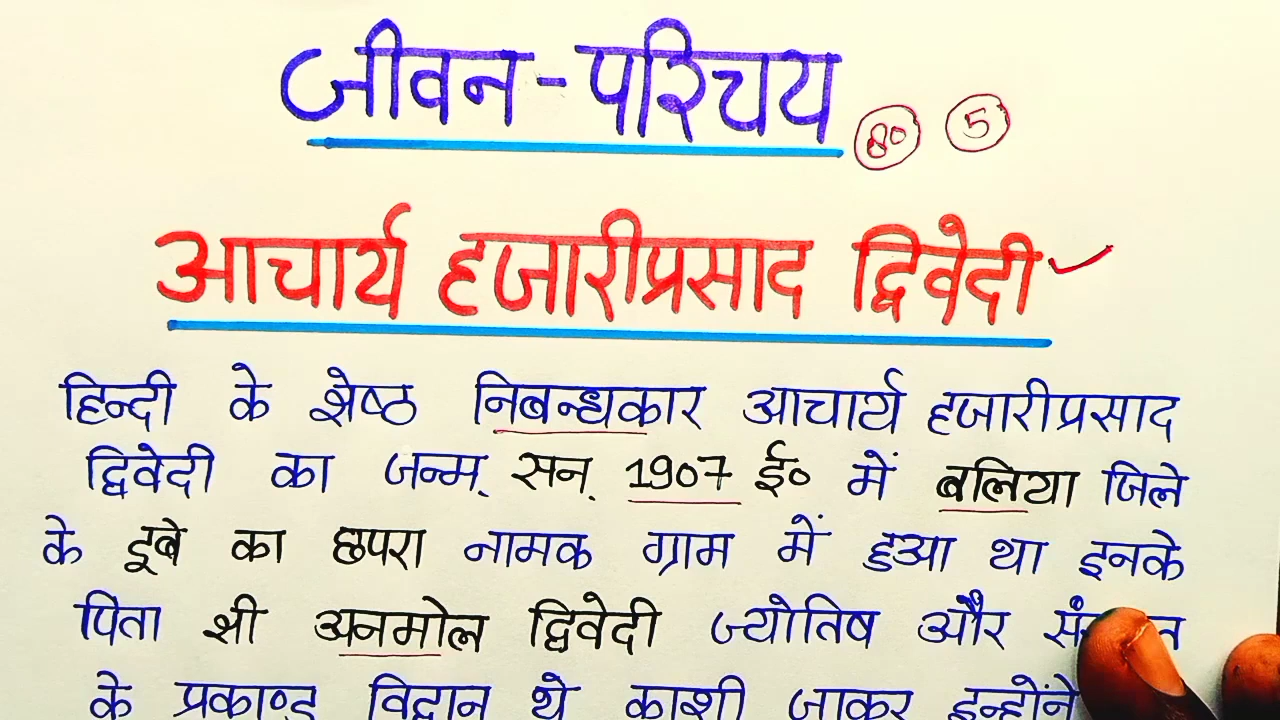 जीवन-परिचय
80 5
आचार्य हजारीप्रसाद द्विवेदी
हिन्दी के श्रेष्ठ निबन्धकार आचार्य हजारीप्रसाद
द्विवेदी का जन्म् सन् 1907 ई० में बलिया जिले
के दूबे का छपरा नामक ग्राम में हुआ था इनके
पिता श्री अनमोल द्विवेदी ज्योतिष और
के प्रकाण्ड विद्वान थे काशी जाकर इन्होंने